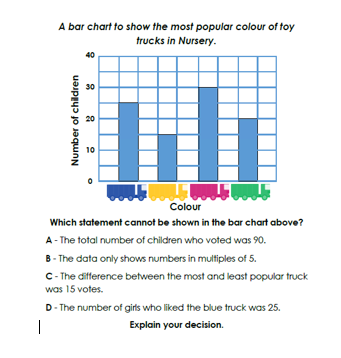 A bar chart to show the most popular colour of toy
trucks in Nursery.
Number of children
40
30
20
10
0
Colour
Which statement cannot be shown in the bar chart above?
A - The total number of children who voted was 90.
B - The data only shows numbers in multiples of 5.
C - The difference between the most and least popular truck
was 15 votes.
D - The number of girls who liked the blue truck was 25.
Explain your decision.